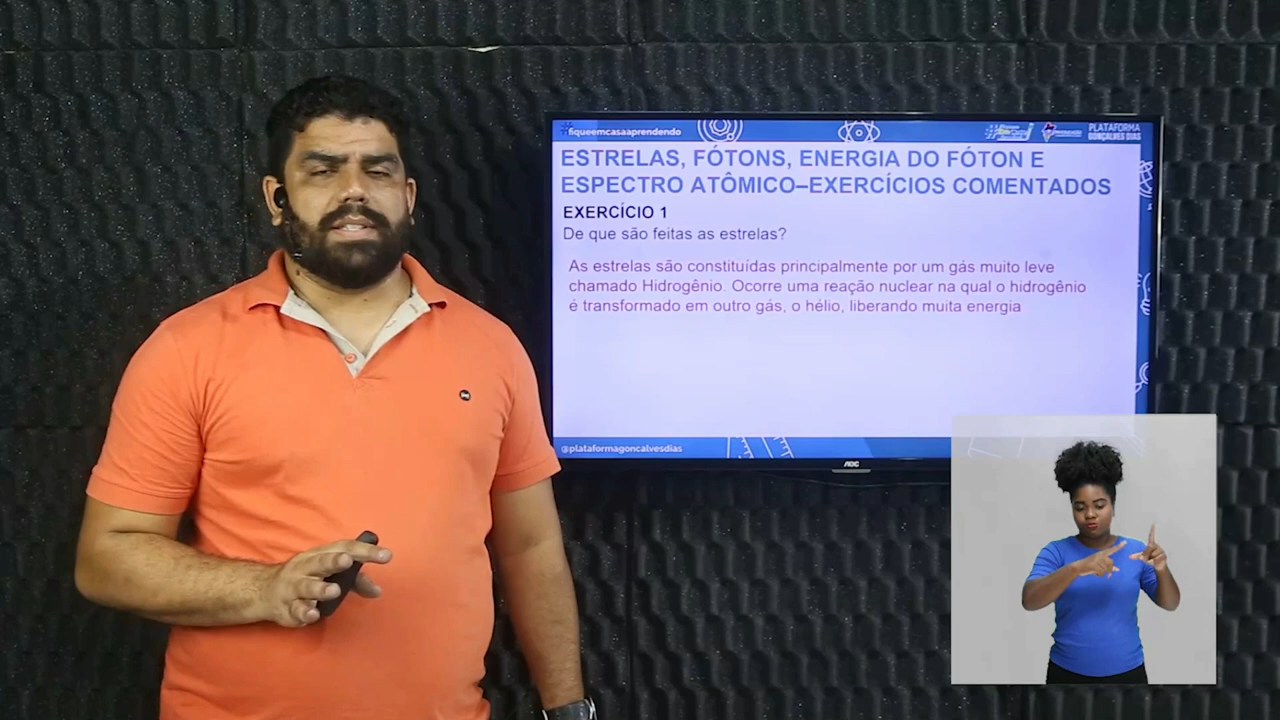 #fiqueemcasaaprendendo
PLATAFORMA
GONÇALVES DIAS
ESTRELAS, FÓTONS, ENERGIA DO FÓTON E
ESPECTRO ATÔMICO–EXERCÍCIOS COMENTADOS
EXERCÍCIO 1
De que são feitas as estrelas?
As estrelas são constituídas principalmente por um gás muito leve
chamado Hidrogênio. Ocorre uma reação nuclear na qual o hidrogênio
é transformado em outro gás, o hélio, liberando muita energia
@plataformagoncalvesdias
AOC